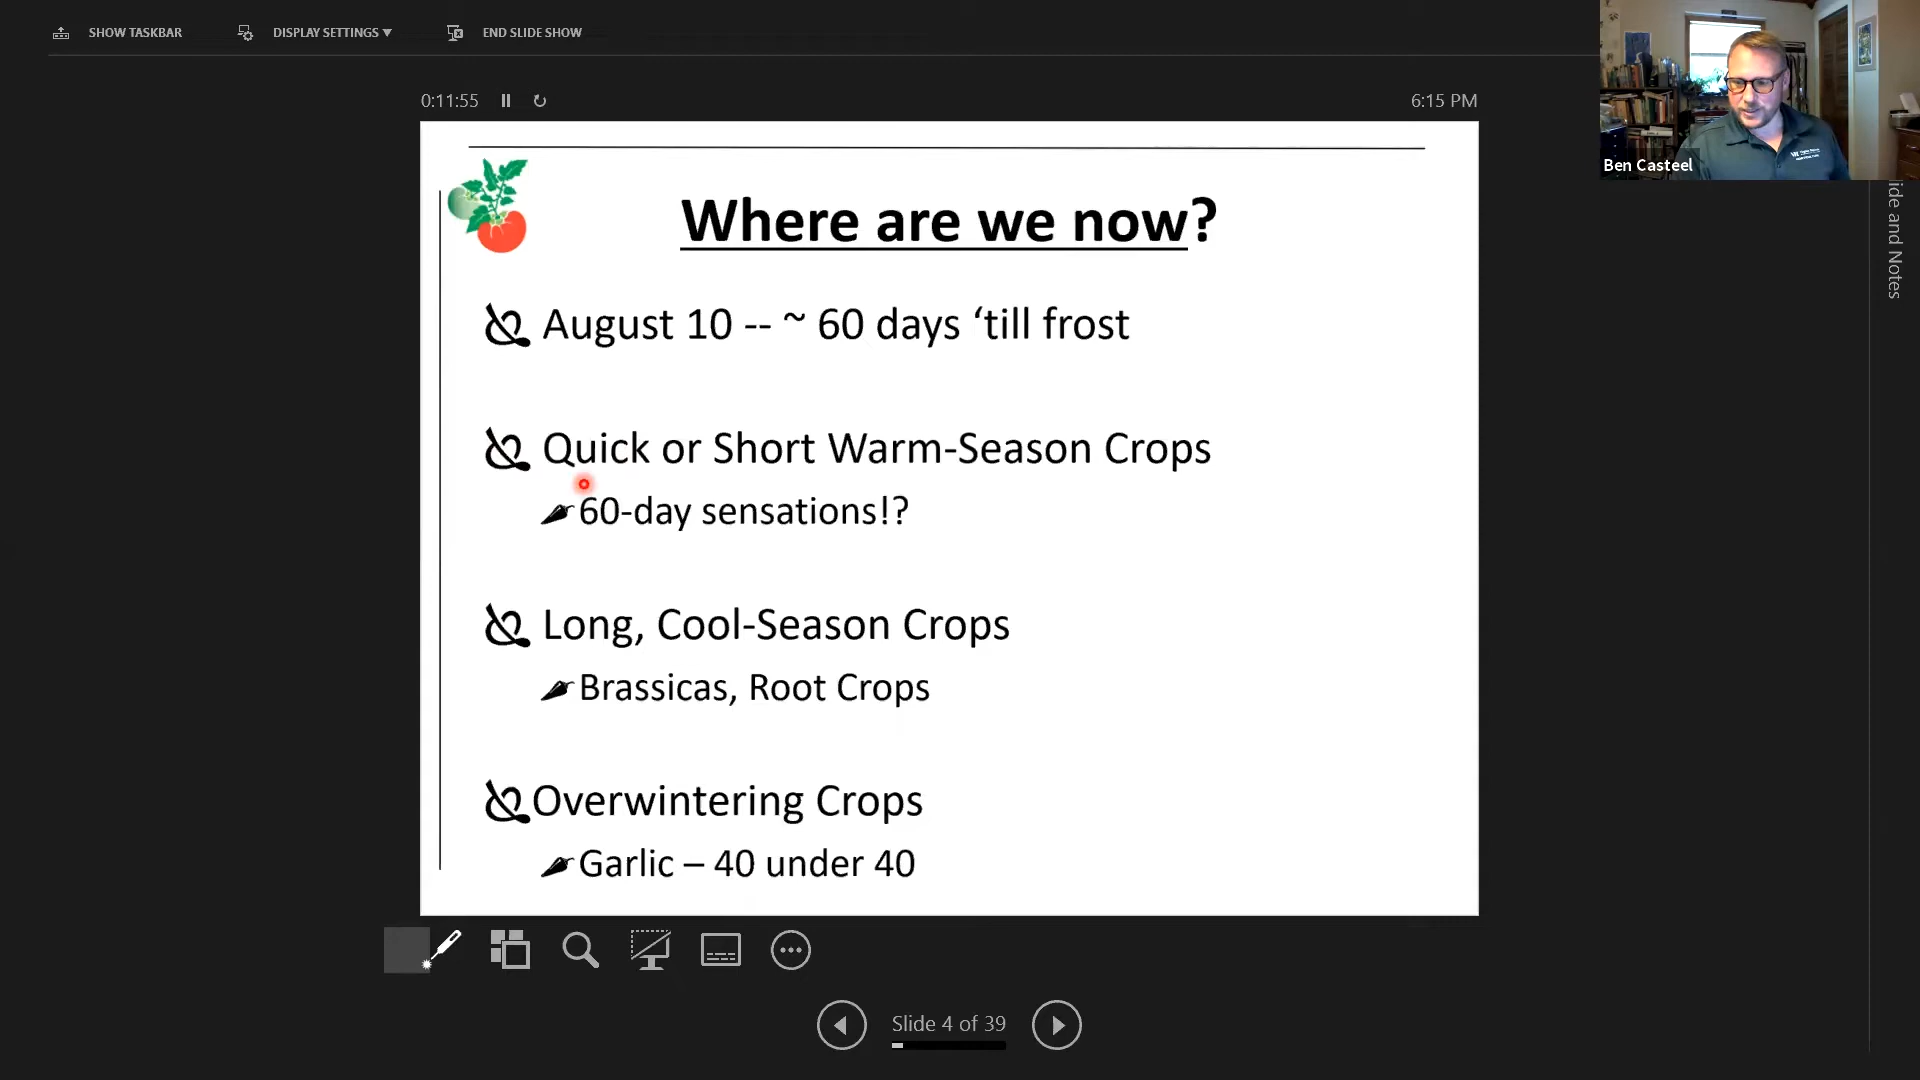 SHOW TASKBAR DISPLAY SETTINGS ▾ END SLIDE SHOW
0:11:55 6:15 PM
Ben Casteel
Where are we now?
August 10 -- ~ 60 days ‘till frost
Quick or Short Warm-Season Crops
60-day sensations!?
Long, Cool-Season Crops
Brassicas, Root Crops
Overwintering Crops
Garlic – 40 under 40
Slide 4 of 39
and Notes